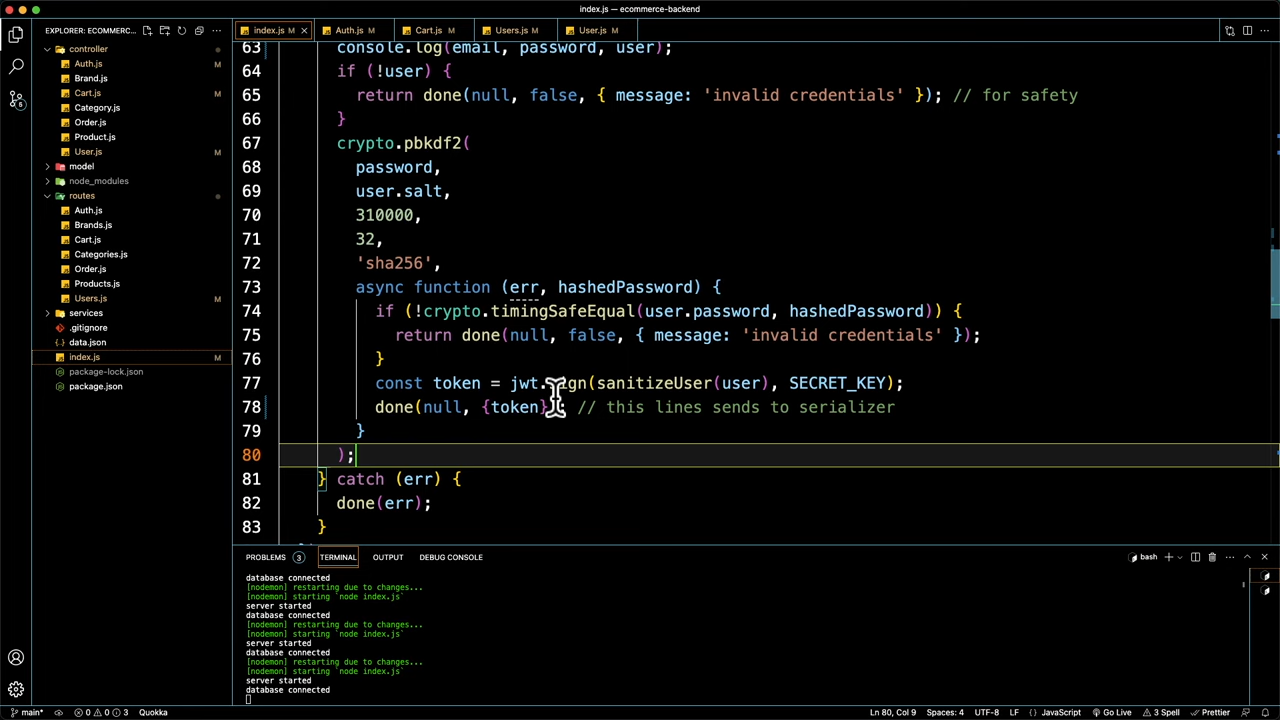 index.js — ecommerce-backend
EXPLORER: ECOMMERC...
index.js M
Auth.js M
Cart.js M
Users.js M
User.js M
controller
Auth.js M
Brand.js
Cart.js M
Category.js
Order.js
Product.js
User.js M
model
node_modules
routes
Auth.js
Brands.js
Cart.js
Categories.js
Order.js
Products.js
Users.js M
services
.gitignore
data.json
index.js M
package-lock.json
package.json
63 console.log(email, password, user);
64 if (!user) {
65 return done(null, false, { message: 'invalid credentials' }); // for safety
66 }
67 crypto.pbkdf2(
68 password,
69 user.salt,
70 310000,
71 32,
72 'sha256',
73 async function (err, hashedPassword) {
74 if (!crypto.timingSafeEqual(user.password, hashedPassword)) {
75 return done(null, false, { message: 'invalid credentials' });
76 }
77 const token = jwt.sign(sanitizeUser(user), SECRET_KEY);
78 done(null, {token}); // this lines sends to serializer
79 }
80 );
81 } catch (err) {
82 done(err);
83 }
PROBLEMS 3 TERMINAL OUTPUT DEBUG CONSOLE
bash
database connected
[nodemon] restarting due to changes...
[nodemon] starting `node index.js`
server started
database connected
[nodemon] restarting due to changes...
[nodemon] starting `node index.js`
server started
database connected
[nodemon] restarting due to changes...
[nodemon] starting `node index.js`
server started
database connected
main* 0 0 3 Quokka
Ln 80, Col 9 Spaces: 4 UTF-8 LF {} JavaScript Go Live 3 Spell Prettier